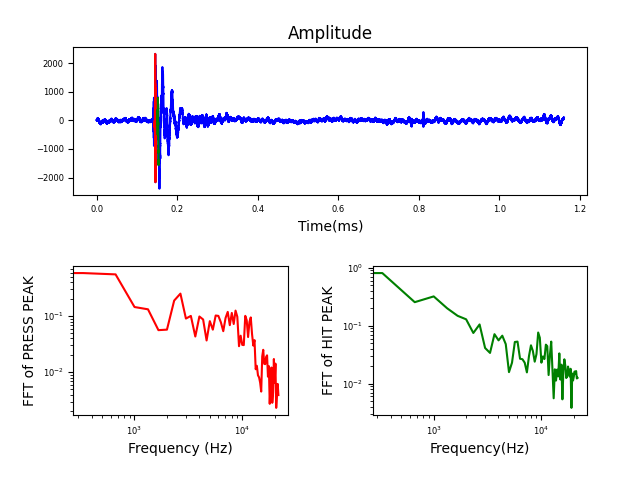 Amplitude
2000
1000
0
−1000
−2000
0.0 0.2 0.4 0.6 0.8 1.0 1.2
Time(ms)
FFT of PRESS PEAK
10⁻¹
10⁻²
10³ 10⁴
Frequency (Hz)
FFT of HIT PEAK
10⁰
10⁻¹
10⁻²
10³ 10⁴
Frequency(Hz)